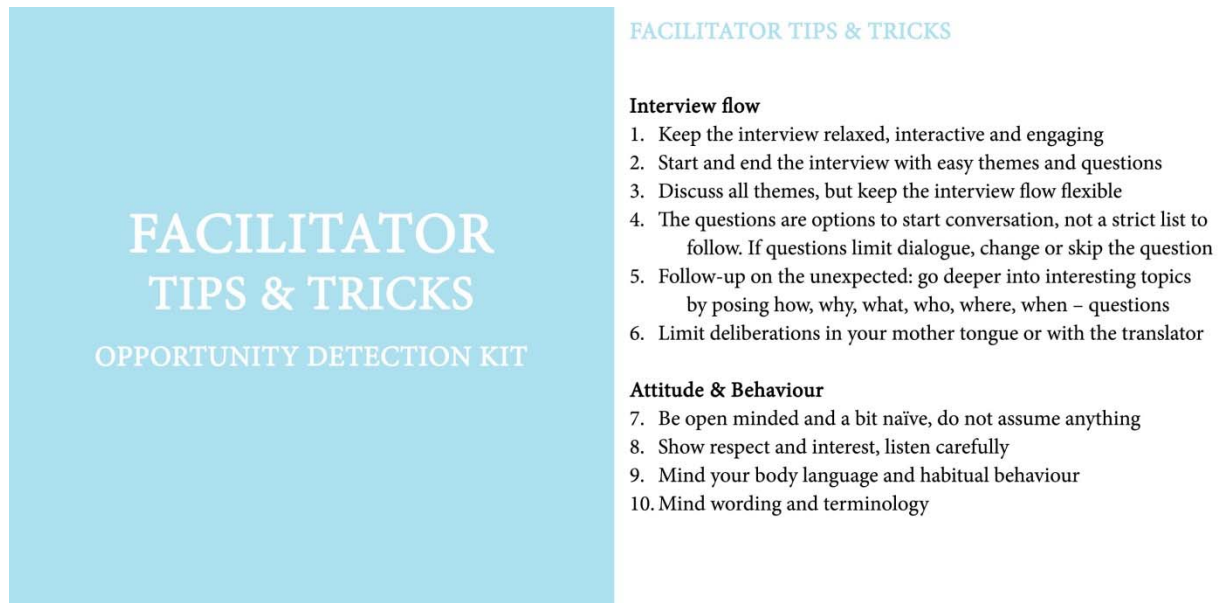 FACILITATOR
TIPS & TRICKS
OPPORTUNITY DETECTION KIT
FACILITATOR TIPS & TRICKS
Interview flow
1. Keep the interview relaxed, interactive and engaging
2. Start and end the interview with easy themes and questions
3. Discuss all themes, but keep the interview flow flexible
4. The questions are options to start conversation, not a strict list to
follow. If questions limit dialogue, change or skip the question
5. Follow-up on the unexpected: go deeper into interesting topics
by posing how, why, what, who, where, when – questions
6. Limit deliberations in your mother tongue or with the translator
Attitude & Behaviour
7. Be open minded and a bit naïve, do not assume anything
8. Show respect and interest, listen carefully
9. Mind your body language and habitual behaviour
10. Mind wording and terminology